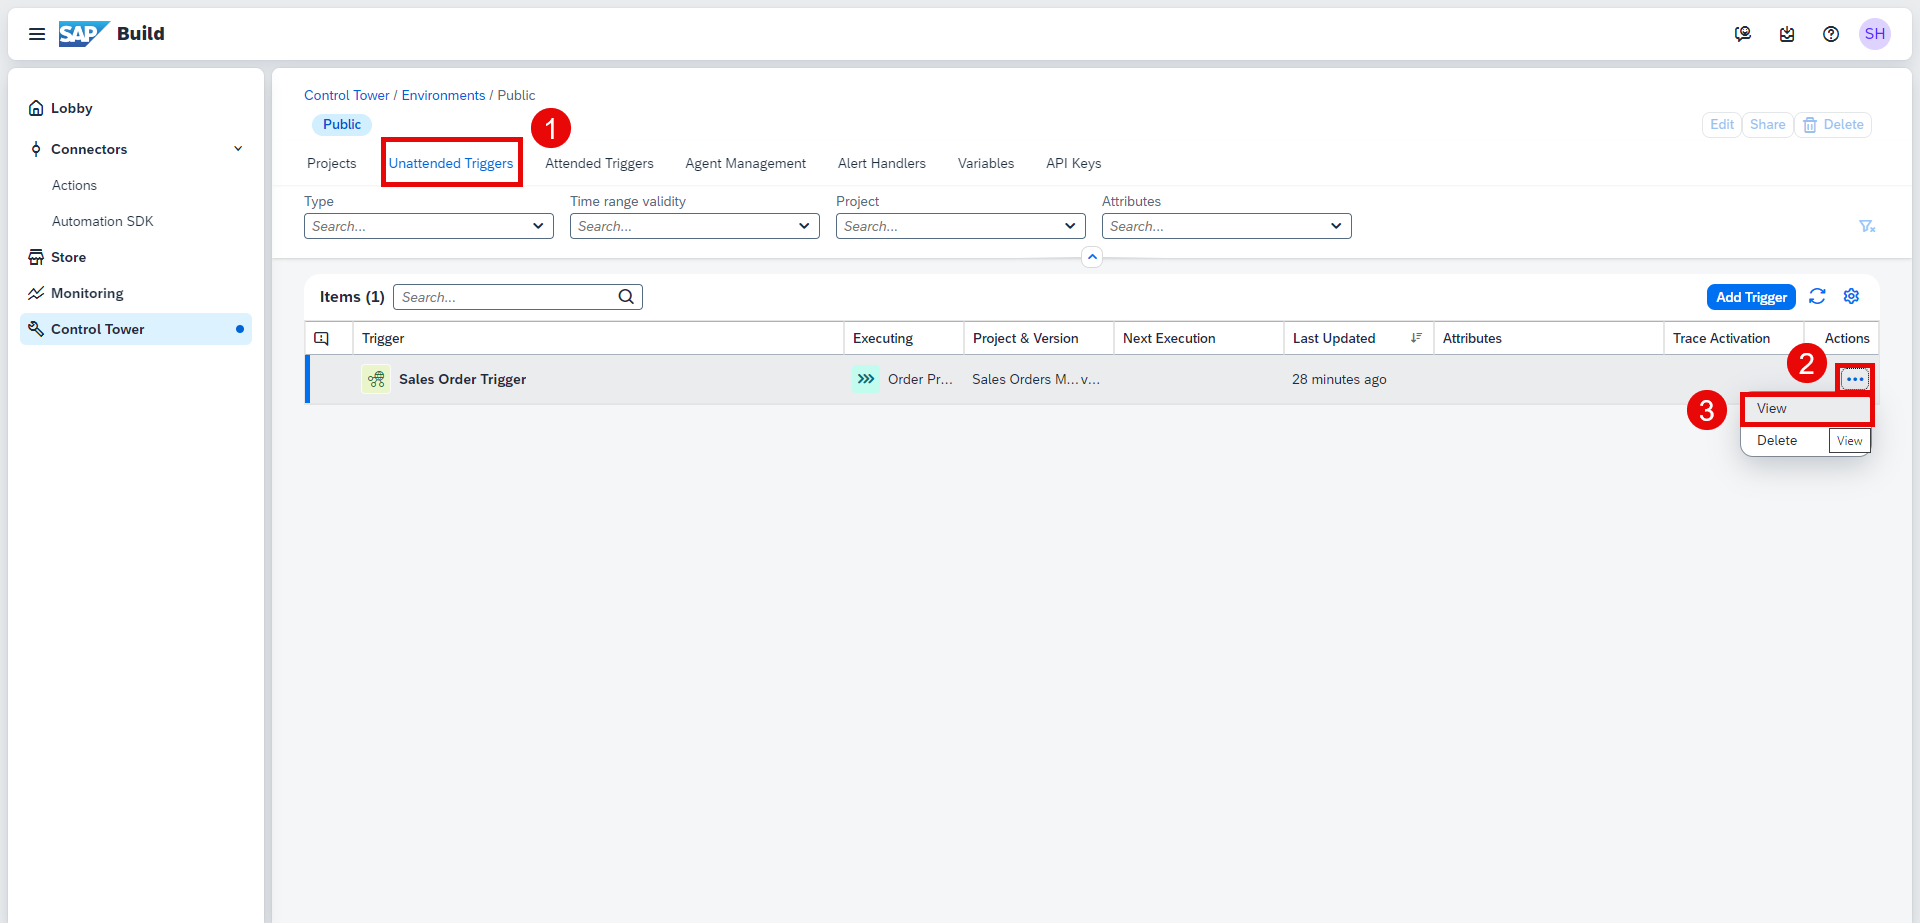 SAP Build
SH
Lobby
Connectors
Actions
Automation SDK
Store
Monitoring
Control Tower
Control Tower / Environments / Public
Public
1
Edit Share Delete
Projects Unattended Triggers Attended Triggers Agent Management Alert Handlers Variables API Keys
Type Time range validity Project Attributes
Search... Search... Search... Search...
Items (1) Search... Add Trigger
Trigger Executing Project & Version Next Execution Last Updated Attributes Trace Activation Actions
2
Sales Order Trigger Order Pr... Sales Orders M... v... 28 minutes ago
3
View
Delete View